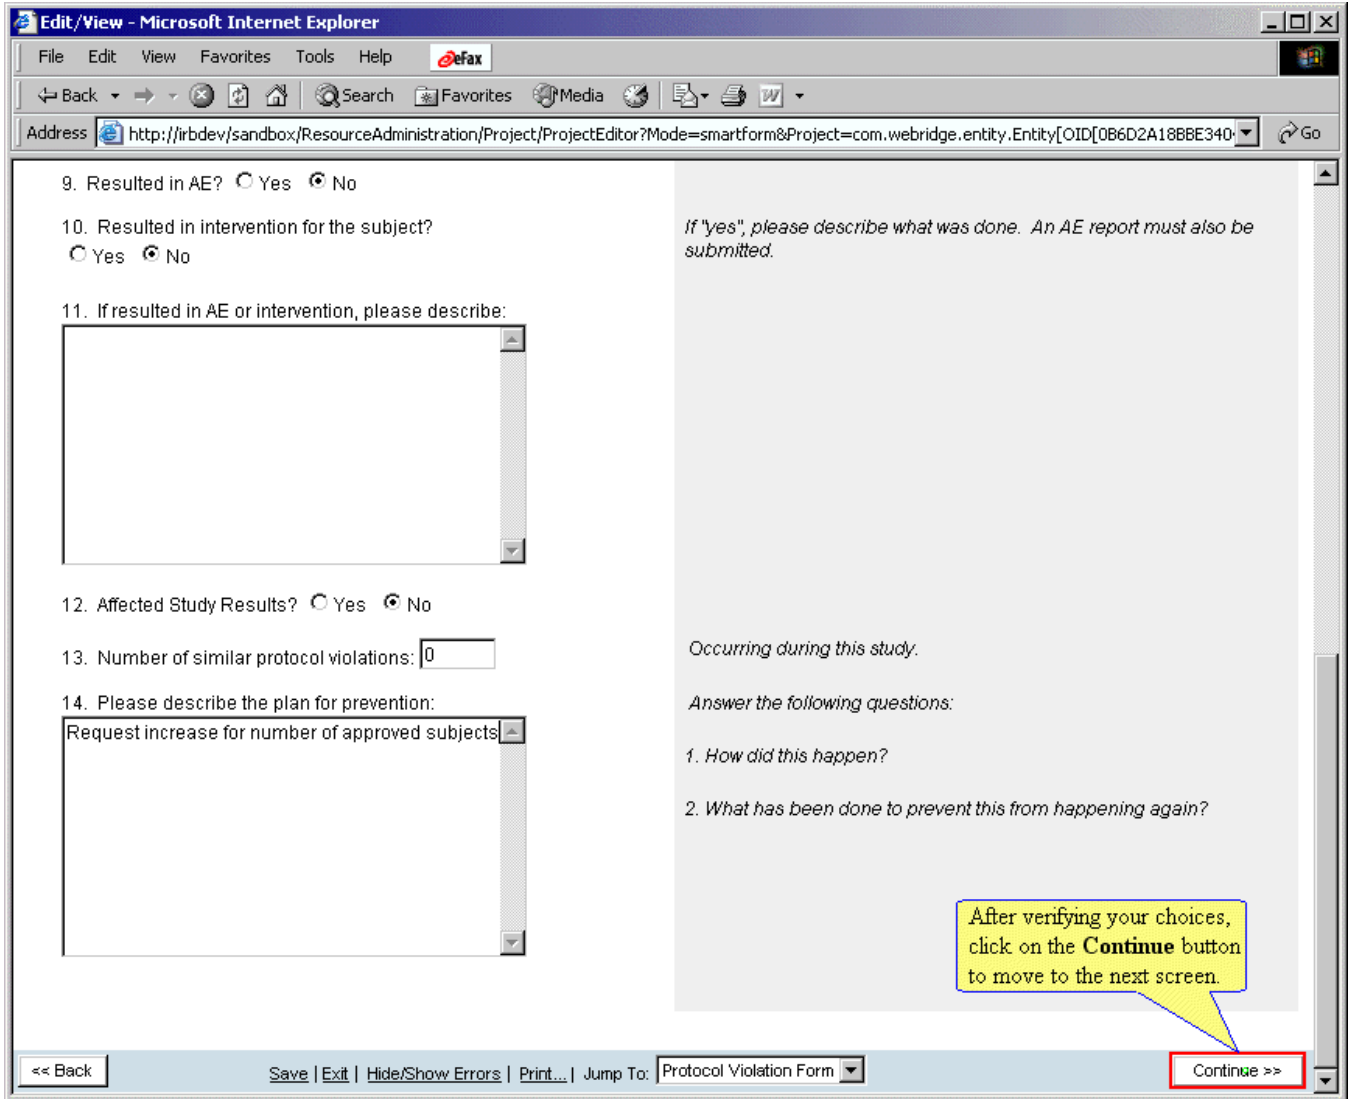 Edit/View - Microsoft Internet Explorer
File Edit View Favorites Tools Help eFax
Back Search Favorites Media
Address http://irbdev/sandbox/ResourceAdministration/Project/ProjectEditor?Mode=smartform&Project=com.webridge.entity.Entity[OID[0B6D2A18BBE340 Go
9. Resulted in AE? Yes No
10. Resulted in intervention for the subject?
Yes No
If "yes", please describe what was done. An AE report must also be
submitted.
11. If resulted in AE or intervention, please describe:
12. Affected Study Results? Yes No
13. Number of similar protocol violations: 0
Occurring during this study.
14. Please describe the plan for prevention:
Request increase for number of approved subjects
Answer the following questions:
1. How did this happen?
2. What has been done to prevent this from happening again?
After verifying your choices,
click on the Continue button
to move to the next screen.
<< Back Save | Exit | Hide/Show Errors | Print... | Jump To: Protocol Violation Form Continue >>